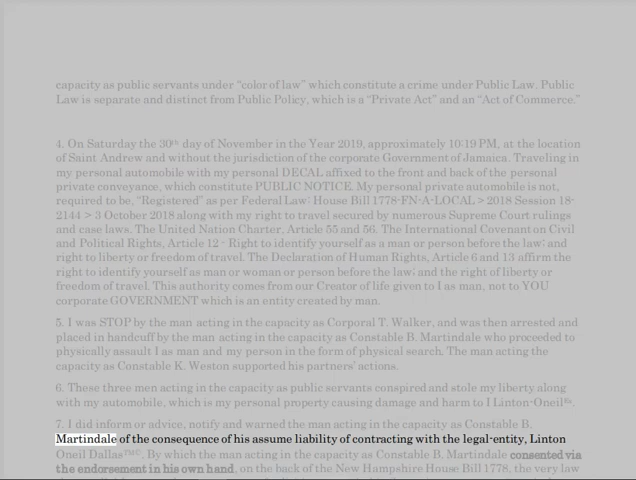 capacity as public servants under “color of law” which constitute a crime under Public Law. Public
Law is separate and distinct from Public Policy, which is a “Private Act” and an “Act of Commerce.”
4. On Saturday the 30th day of November in the Year 2019, approximately 10:19 PM, at the location
of Saint Andrew and without the jurisdiction of the corporate Government of Jamaica. Traveling in
my personal automobile with my personal DECAL affixed to the front and back of the personal
private conveyance, which constitute PUBLIC NOTICE. My personal private automobile is not,
required to be, “Registered” as per Federal Law: House Bill 1778-FN-A-LOCAL > 2018 Session 18-
2144 > 3 October 2018 along with my right to travel secured by numerous Supreme Court rulings
and case laws. The United Nation Charter, Article 55 and 56. The International Covenant on Civil
and Political Rights, Article 12 - Right to identify yourself as a man or person before the law; and
right to liberty or freedom of travel. The Declaration of Human Rights, Article 6 and 13 affirm the
right to identify yourself as man or woman or person before the law; and the right of liberty or
freedom of travel. This authority comes from our Creator of life given to I as man, not to YOU
corporate GOVERNMENT which is an entity created by man.
5. I was STOP by the man acting in the capacity as Corporal T. Walker, and was then arrested and
placed in handcuff by the man acting in the capacity as Constable B. Martindale who proceeded to
physically assault I as man and my person in the form of physical search. The man acting the
capacity as Constable K. Weston supported his partners’ actions.
6. These three men acting in the capacity as public servants conspired and stole my liberty along
with my automobile, which is my personal property causing damage and harm to I Linton-Oneil
7. I did inform or advice, notify and warned the man acting in the capacity as Constable B.
Martindale of the consequence of his assume liability of contracting with the legal-entity, Linton
Oneil Dallas™©. By which the man acting in the capacity as Constable B. Martindale consented via
the endorsement in his own hand, on the back of the New Hampshire House Bill 1778, the very law